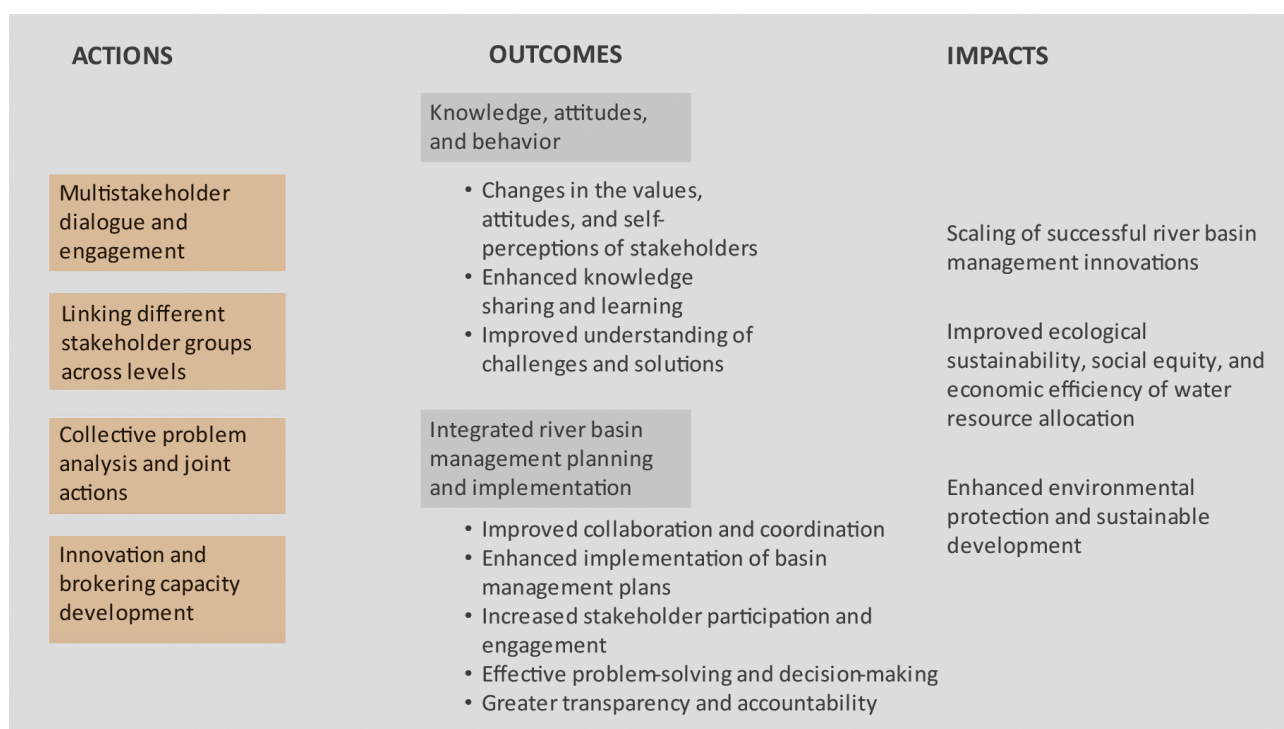 ACTIONS
Multistakeholder
dialogue and
engagement
Linking different
stakeholder groups
across levels
Collective problem
analysis and joint
actions
Innovation and
brokering capacity
development
OUTCOMES
Knowledge, attitudes,
and behavior
• Changes in the values,
attitudes, and self-
perceptions of stakeholders
• Enhanced knowledge
sharing and learning
• Improved understanding of
challenges and solutions
Integrated river basin
management planning
and implementation
• Improved collaboration and coordination
• Enhanced implementation of basin
management plans
• Increased stakeholder participation and
engagement
• Effective problem-solving and decision-making
• Greater transparency and accountability
IMPACTS
Scaling of successful river basin
management innovations
Improved ecological
sustainability, social equity, and
economic efficiency of water
resource allocation
Enhanced environmental
protection and sustainable
development